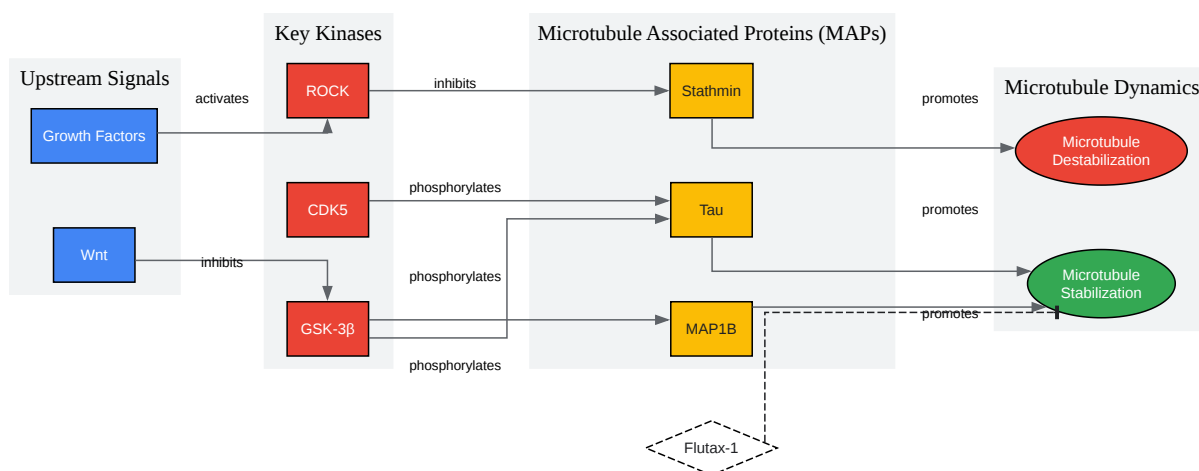 Key Kinases
Microtubule Associated Proteins (MAPs)
Upstream Signals
Microtubule Dynamics
activates
ROCK
inhibits
Stathmin
promotes
Growth Factors
Microtubule
Destabilization
phosphorylates
CDK5
Tau
promotes
Wnt
inhibits
phosphorylates
Microtubule
Stabilization
GSK-3β
MAP1B
promotes
phosphorylates
Flutax-1